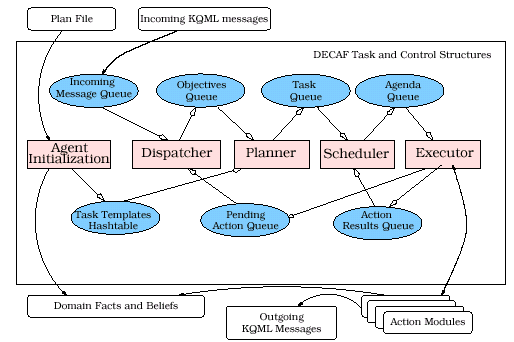 Plan File
Incoming KQML messages
DECAF Task and Control Structures
Incoming
Message Queue
Objectives
Queue
Task
Queue
Agenda
Queue
Agent
Initialization
Dispatcher
Planner
Scheduler
Executor
Task Templates
Hashtable
Pending
Action Queue
Action
Results Queue
Domain Facts and Beliefs
Outgoing
KQML Messages
Action Modules